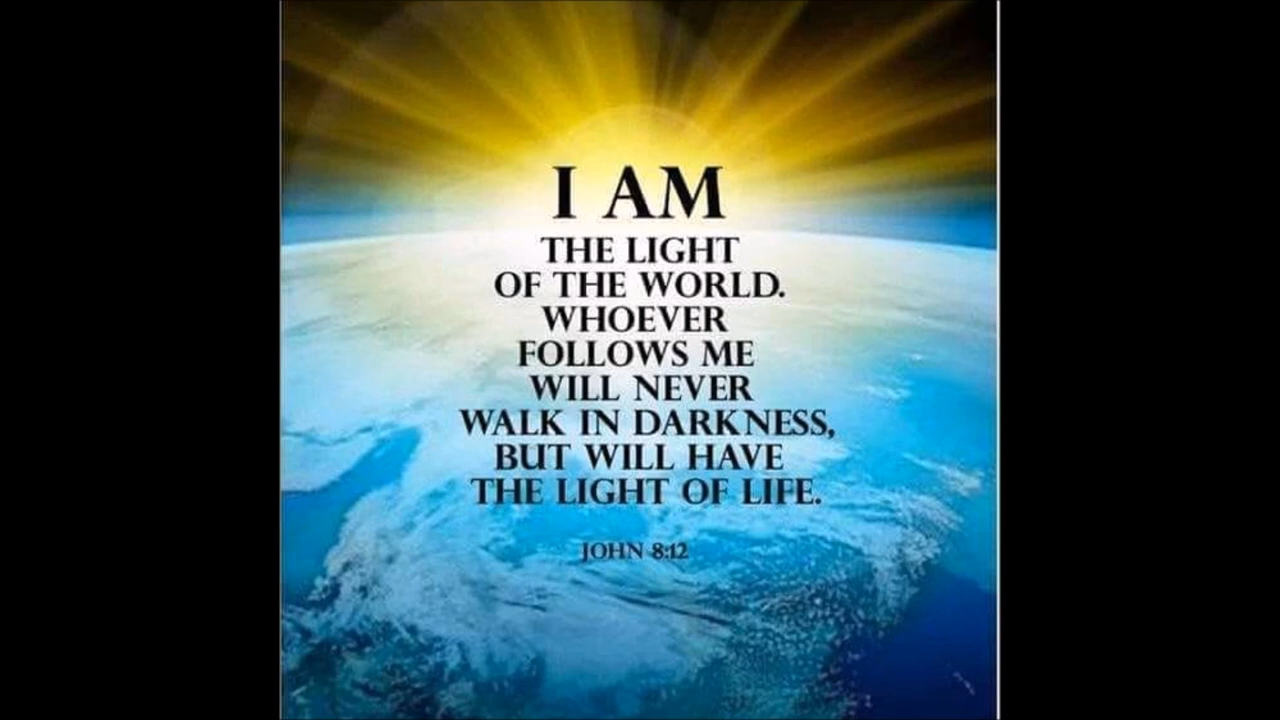 I AM
THE LIGHT
OF THE WORLD.
WHOEVER
FOLLOWS ME
WILL NEVER
WALK IN DARKNESS,
BUT WILL HAVE
THE LIGHT OF LIFE.
JOHN 8:12